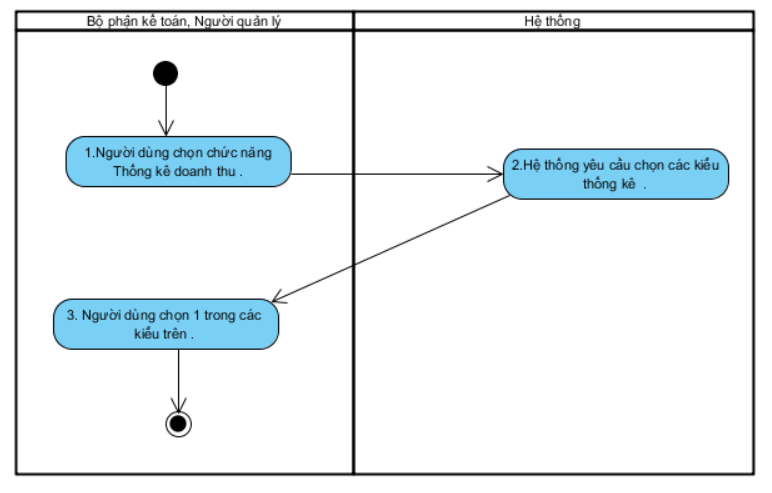 Bộ phận kế toán, Người quản lý
Hệ thống
1.Người dùng chọn chức năng
Thống kê doanh thu .
2.Hệ thống yêu cầu chọn các kiểu
thống kê .
3. Người dùng chọn 1 trong các
kiểu trên .